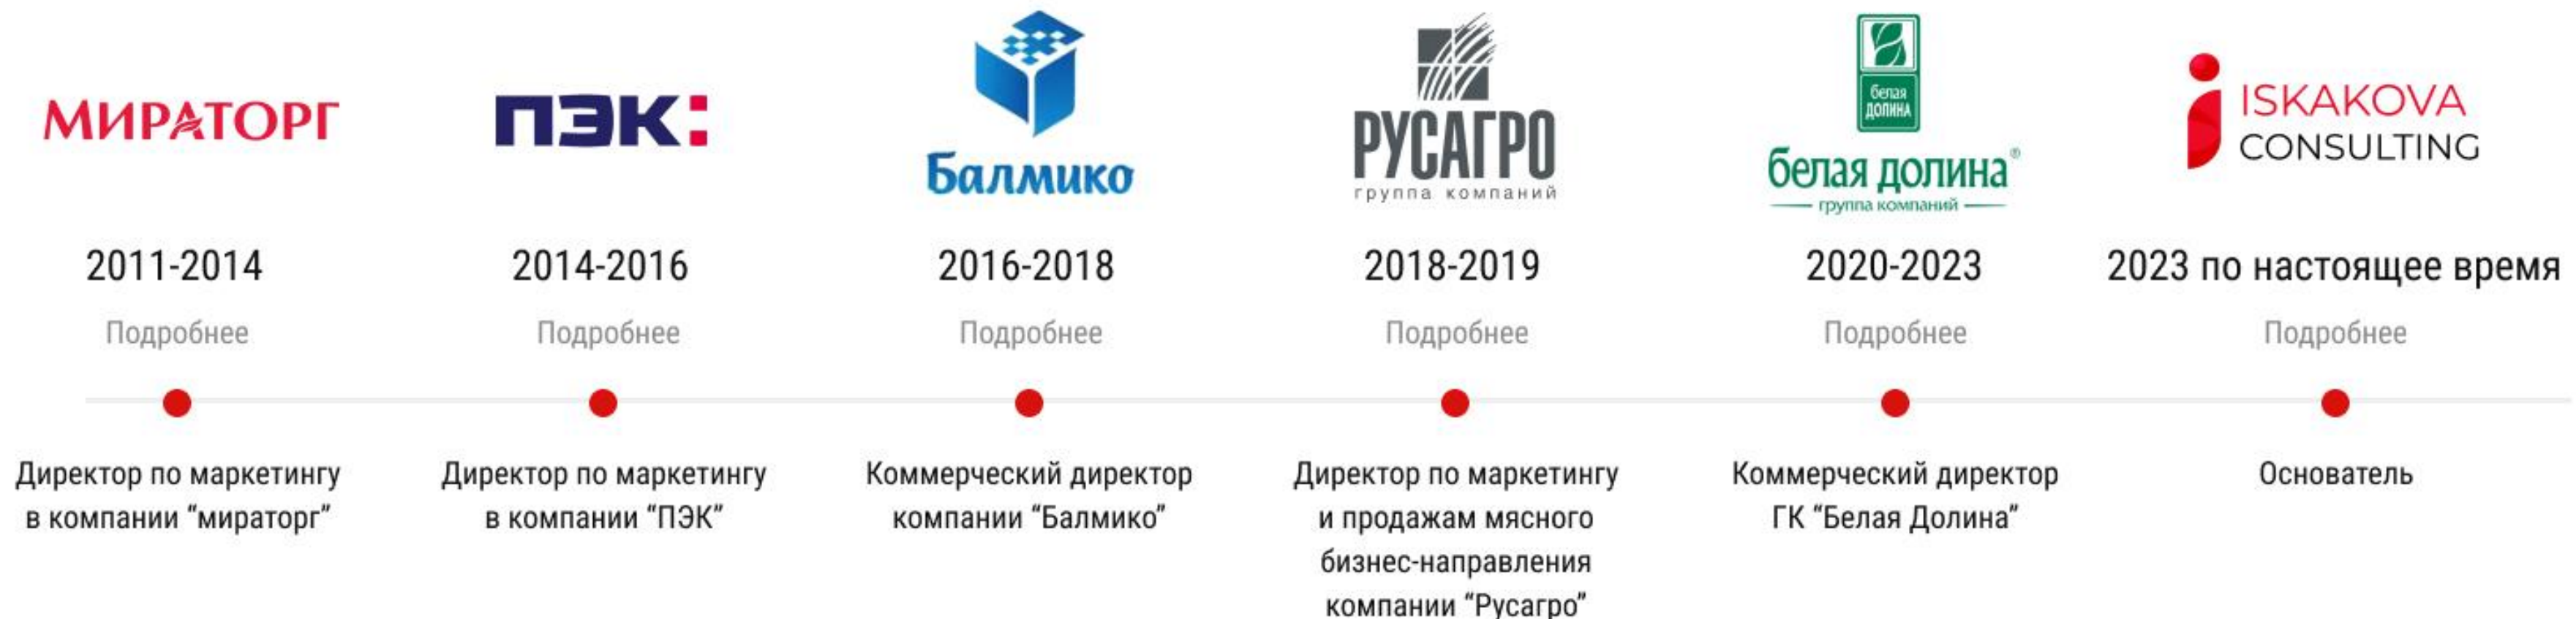 МИРАТОРГ
2011-2014
Подробнее
Директор по маркетингу
в компании “мираторг”
ПЭК:
2014-2016
Подробнее
Директор по маркетингу
в компании “ПЭК”
Балмико
2016-2018
Подробнее
Коммерческий директор
компании “Балмико”
РУСАГРО
группа компаний
2018-2019
Подробнее
Директор по маркетингу
и продажам мясного
бизнес-направления
компании “Русагро”
белая
ДОЛИНА
белая долина®
группа компаний
2020-2023
Подробнее
Коммерческий директор
ГК “Белая Долина”
ISKAKOVA
CONSULTING
2023 по настоящее время
Подробнее
Основатель